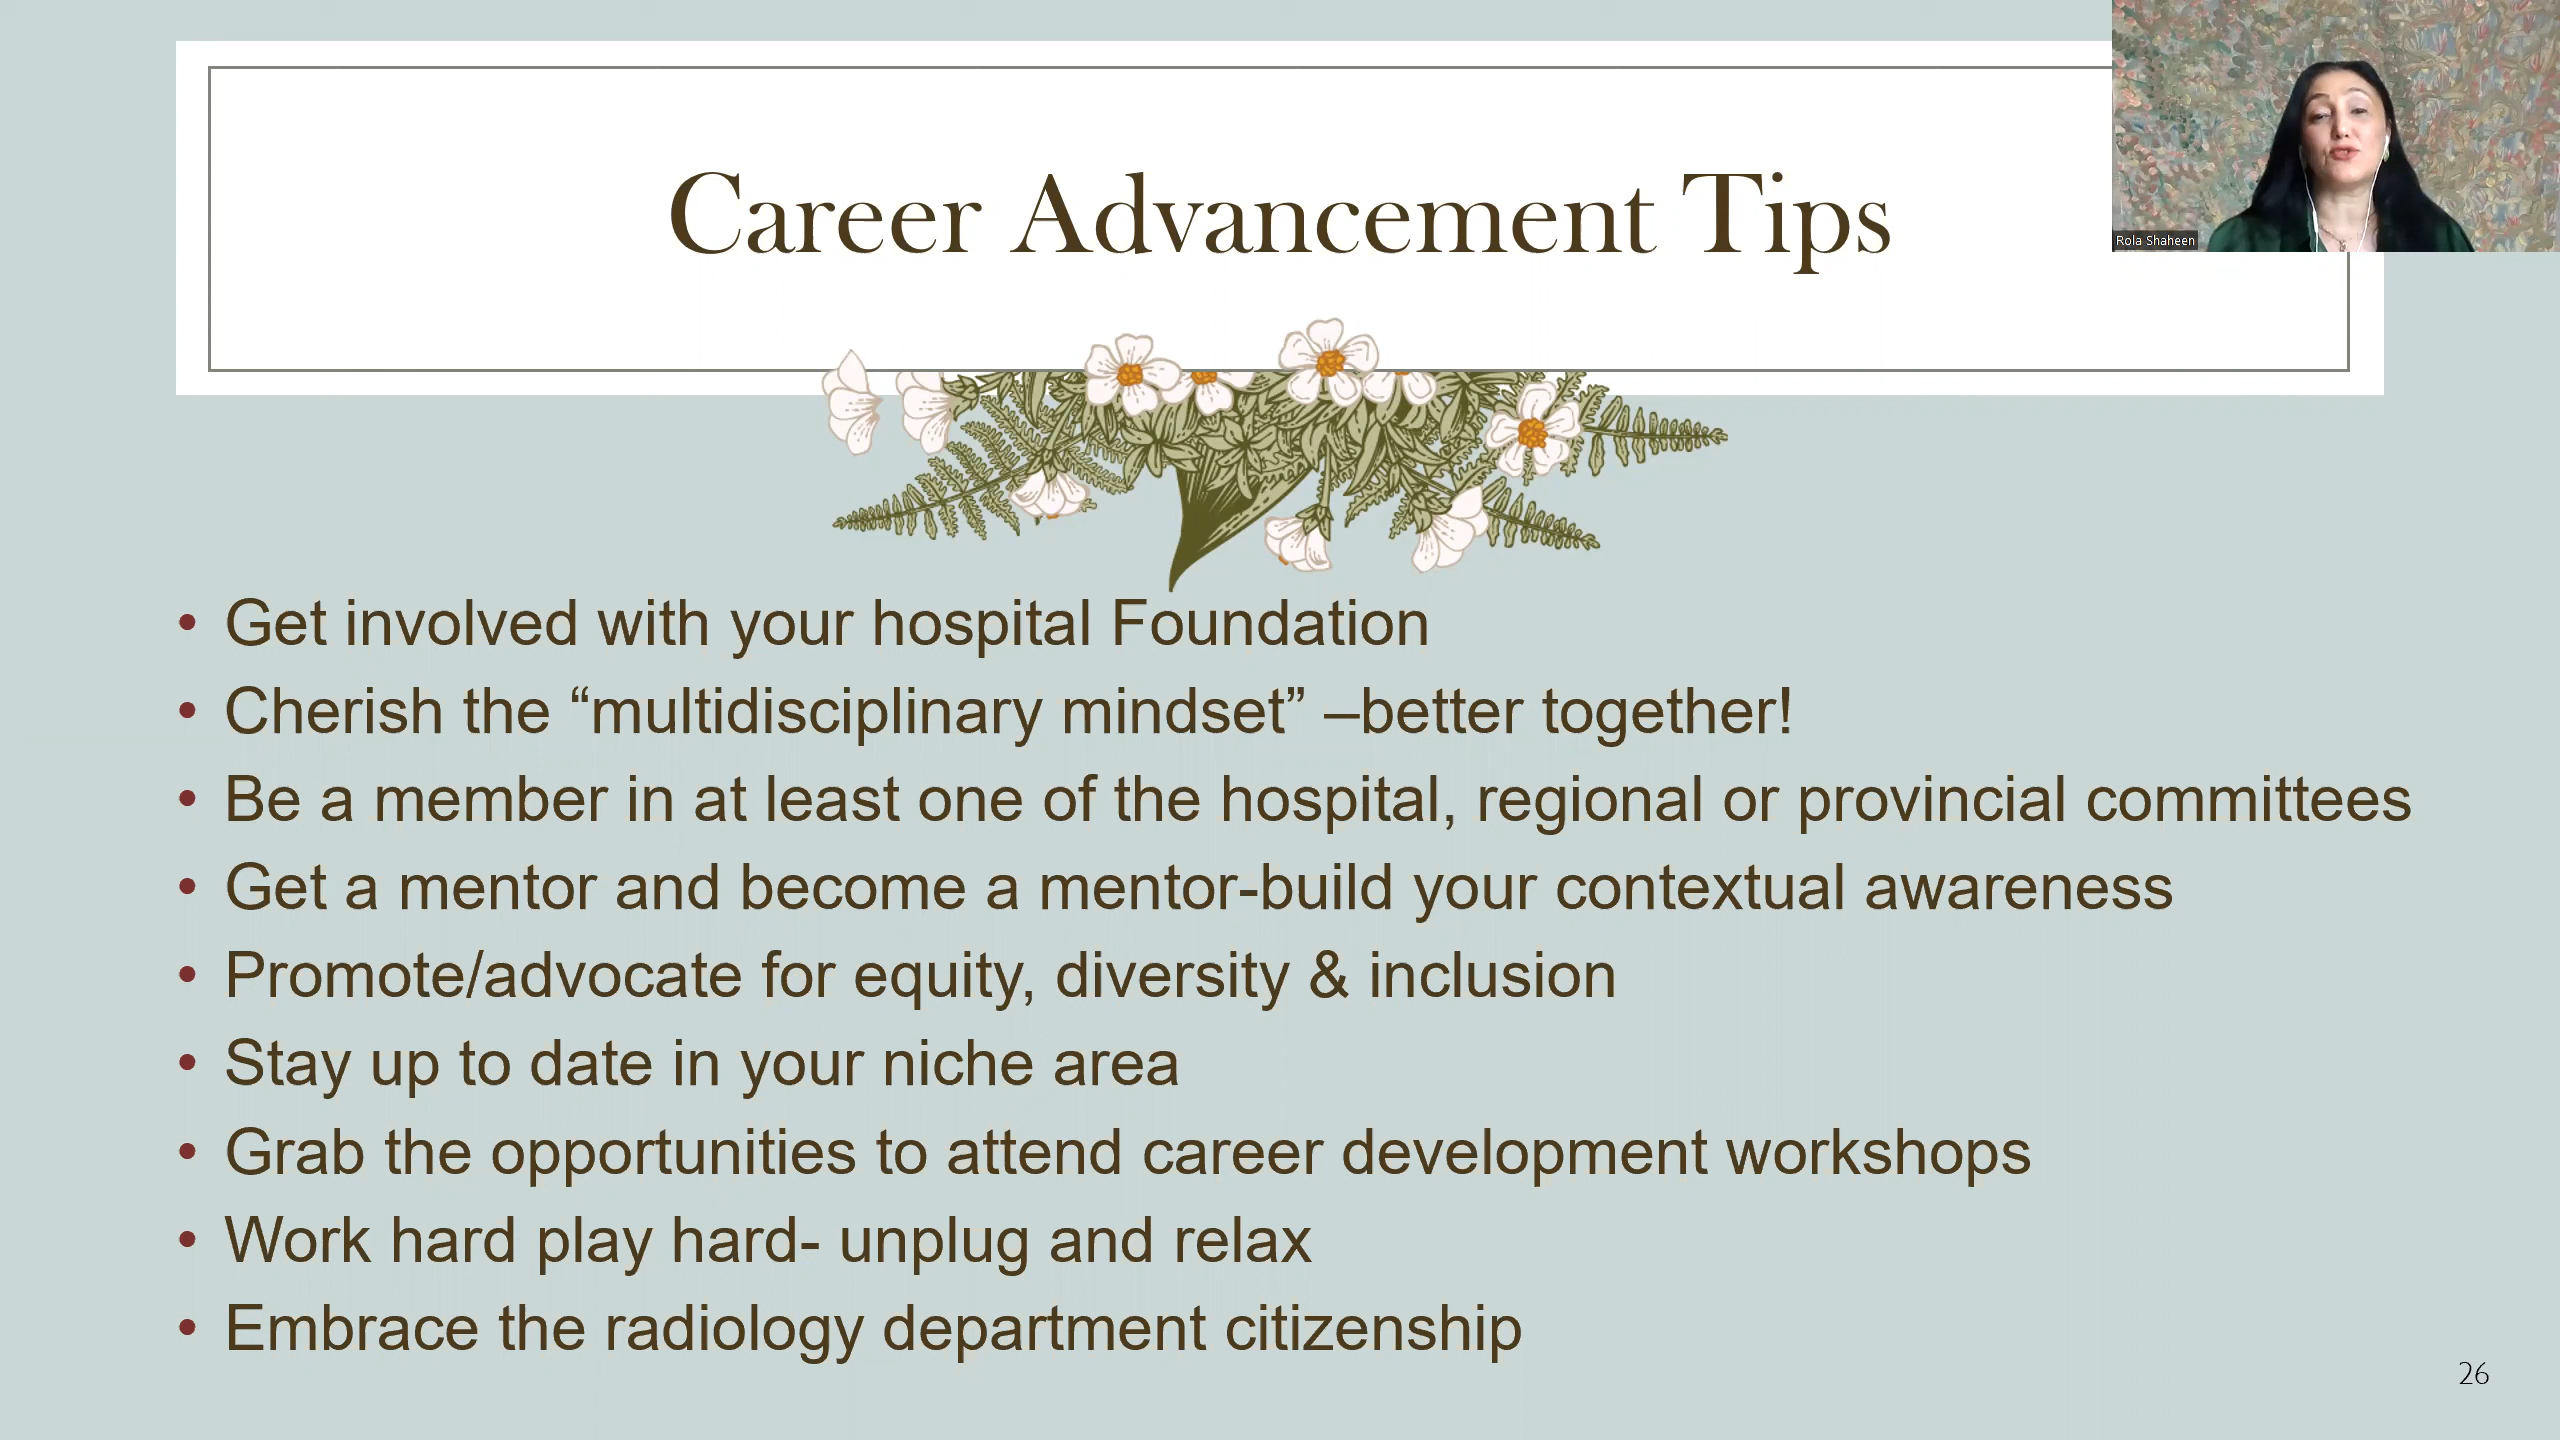 Career Advancement Tips
Rola Shaheen
• Get involved with your hospital Foundation
• Cherish the “multidisciplinary mindset” –better together!
• Be a member in at least one of the hospital, regional or provincial committees
• Get a mentor and become a mentor-build your contextual awareness
• Promote/advocate for equity, diversity & inclusion
• Stay up to date in your niche area
• Grab the opportunities to attend career development workshops
• Work hard play hard- unplug and relax
• Embrace the radiology department citizenship
26